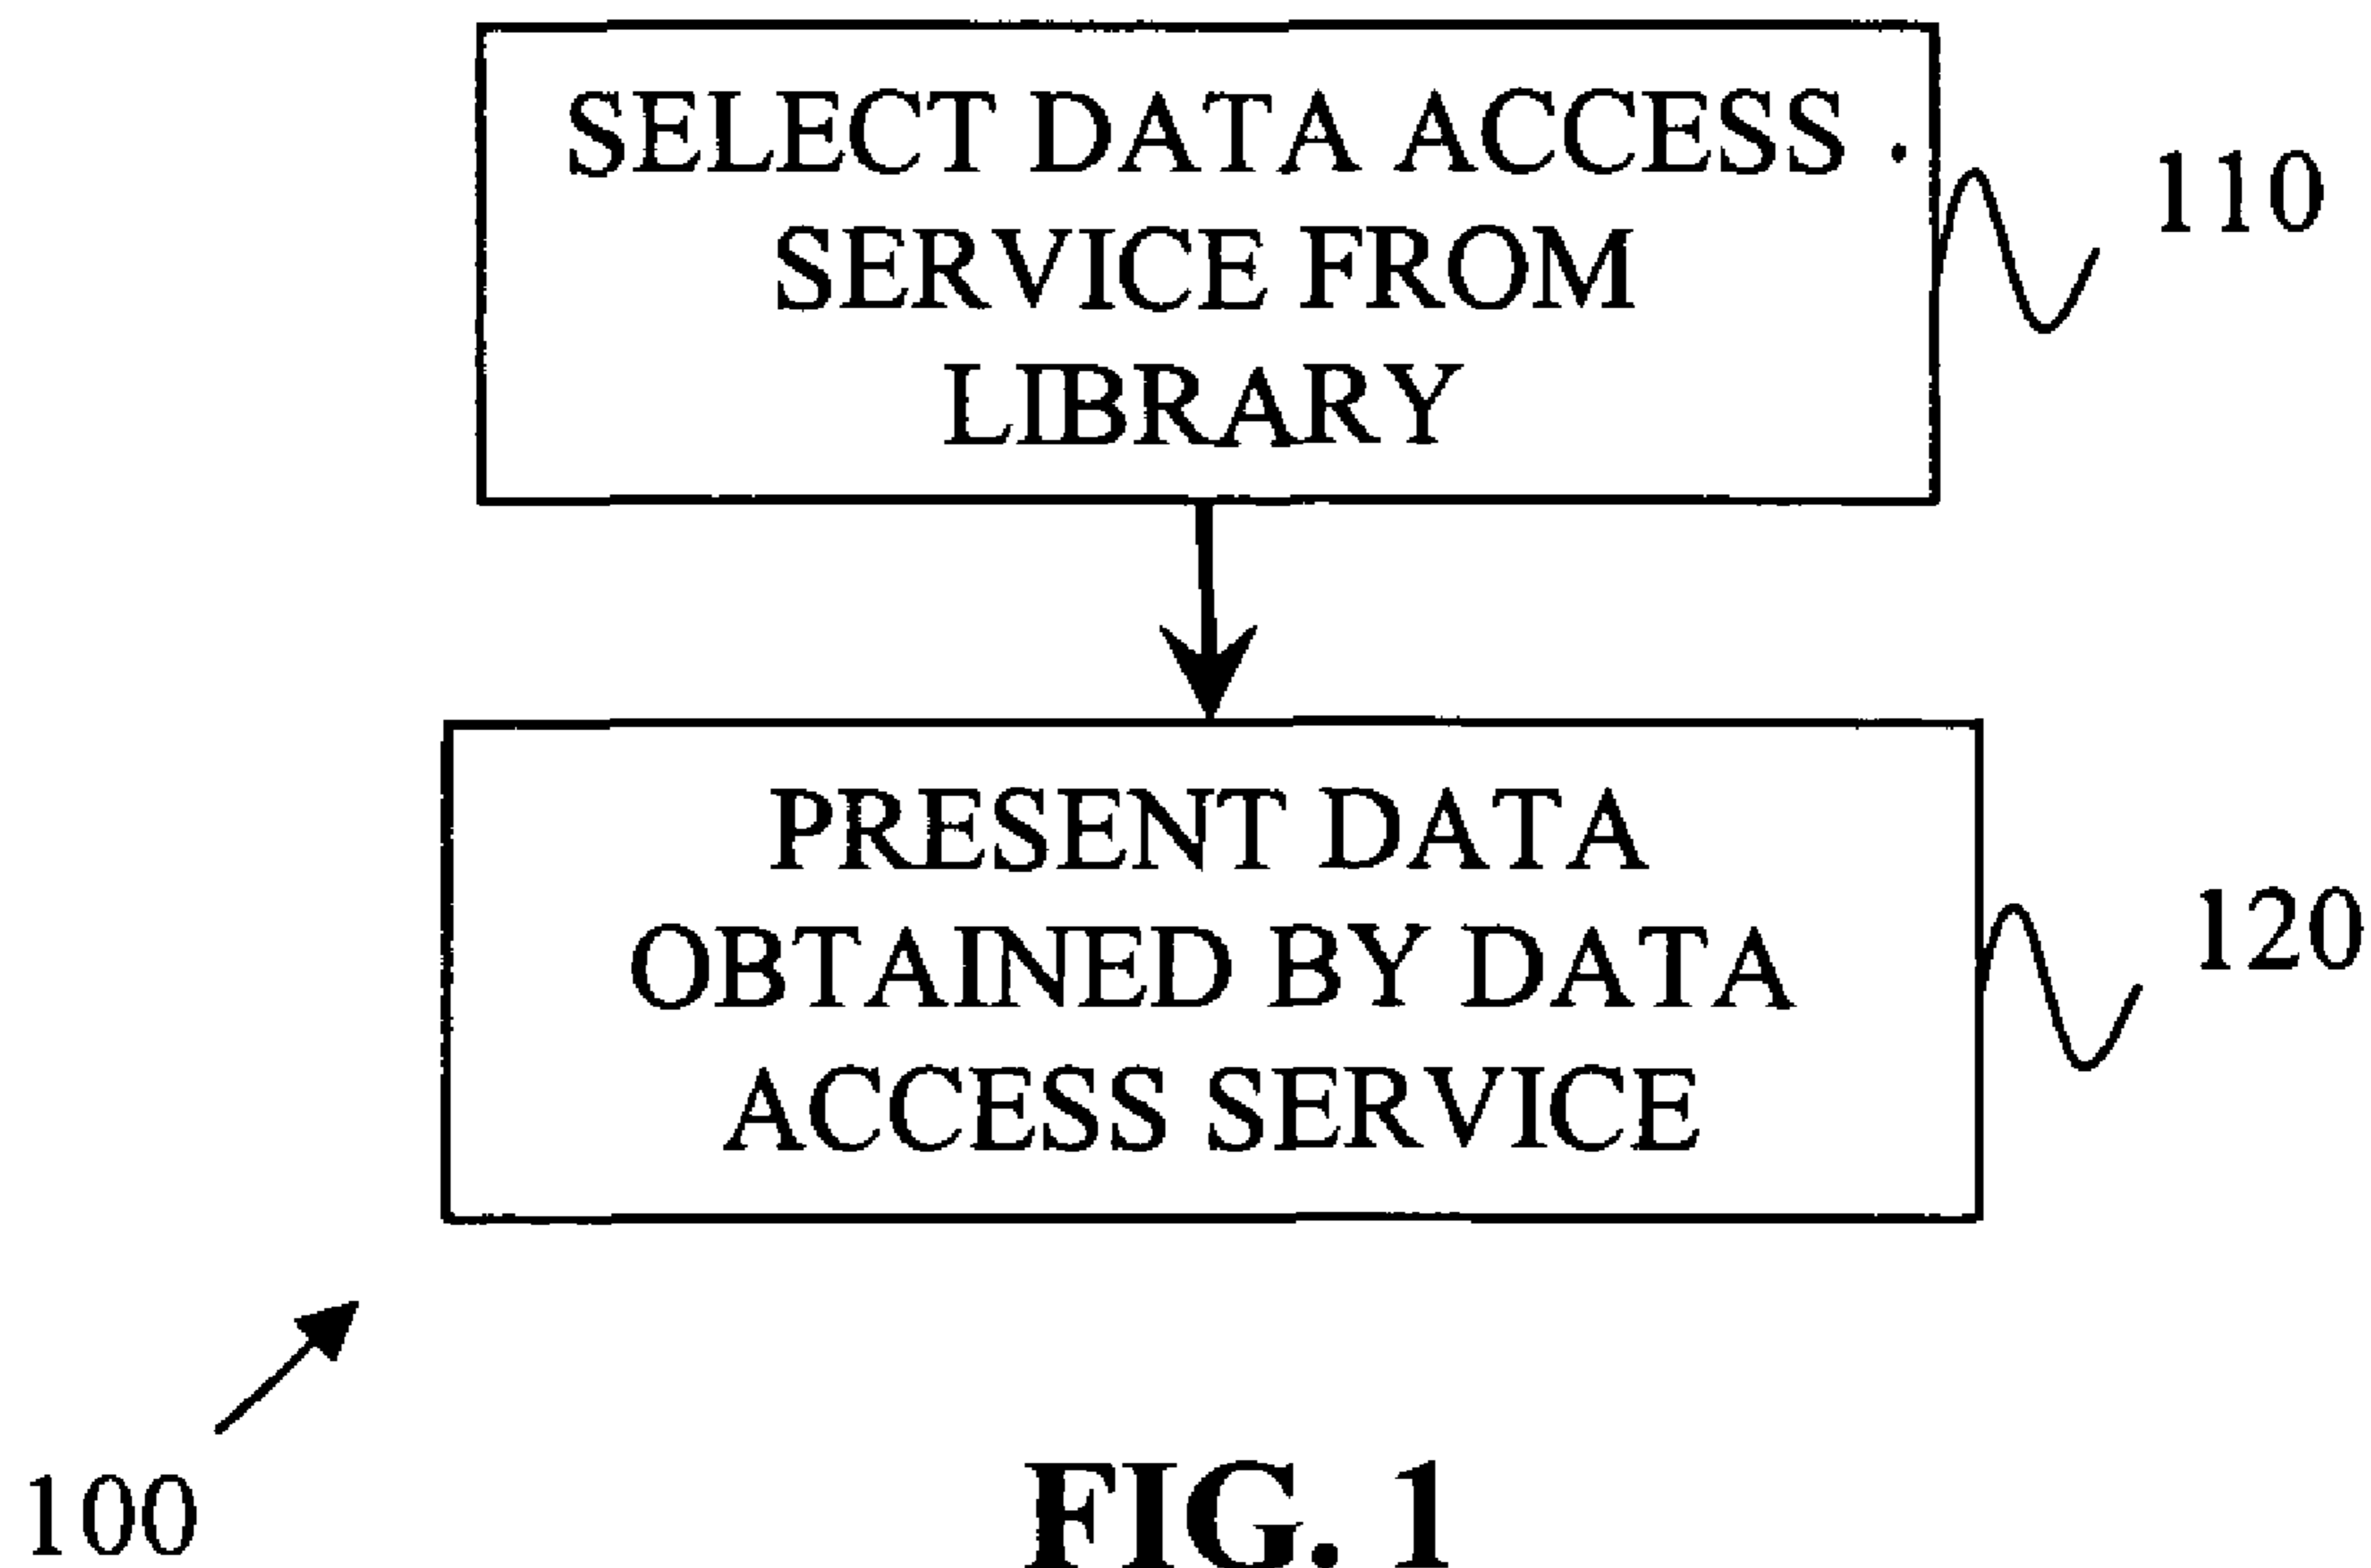 SELECT DATA ACCESS
SERVICE FROM
LIBRARY
110
PRESENT DATA
OBTAINED BY DATA
ACCESS SERVICE
120
100
FIG. 1